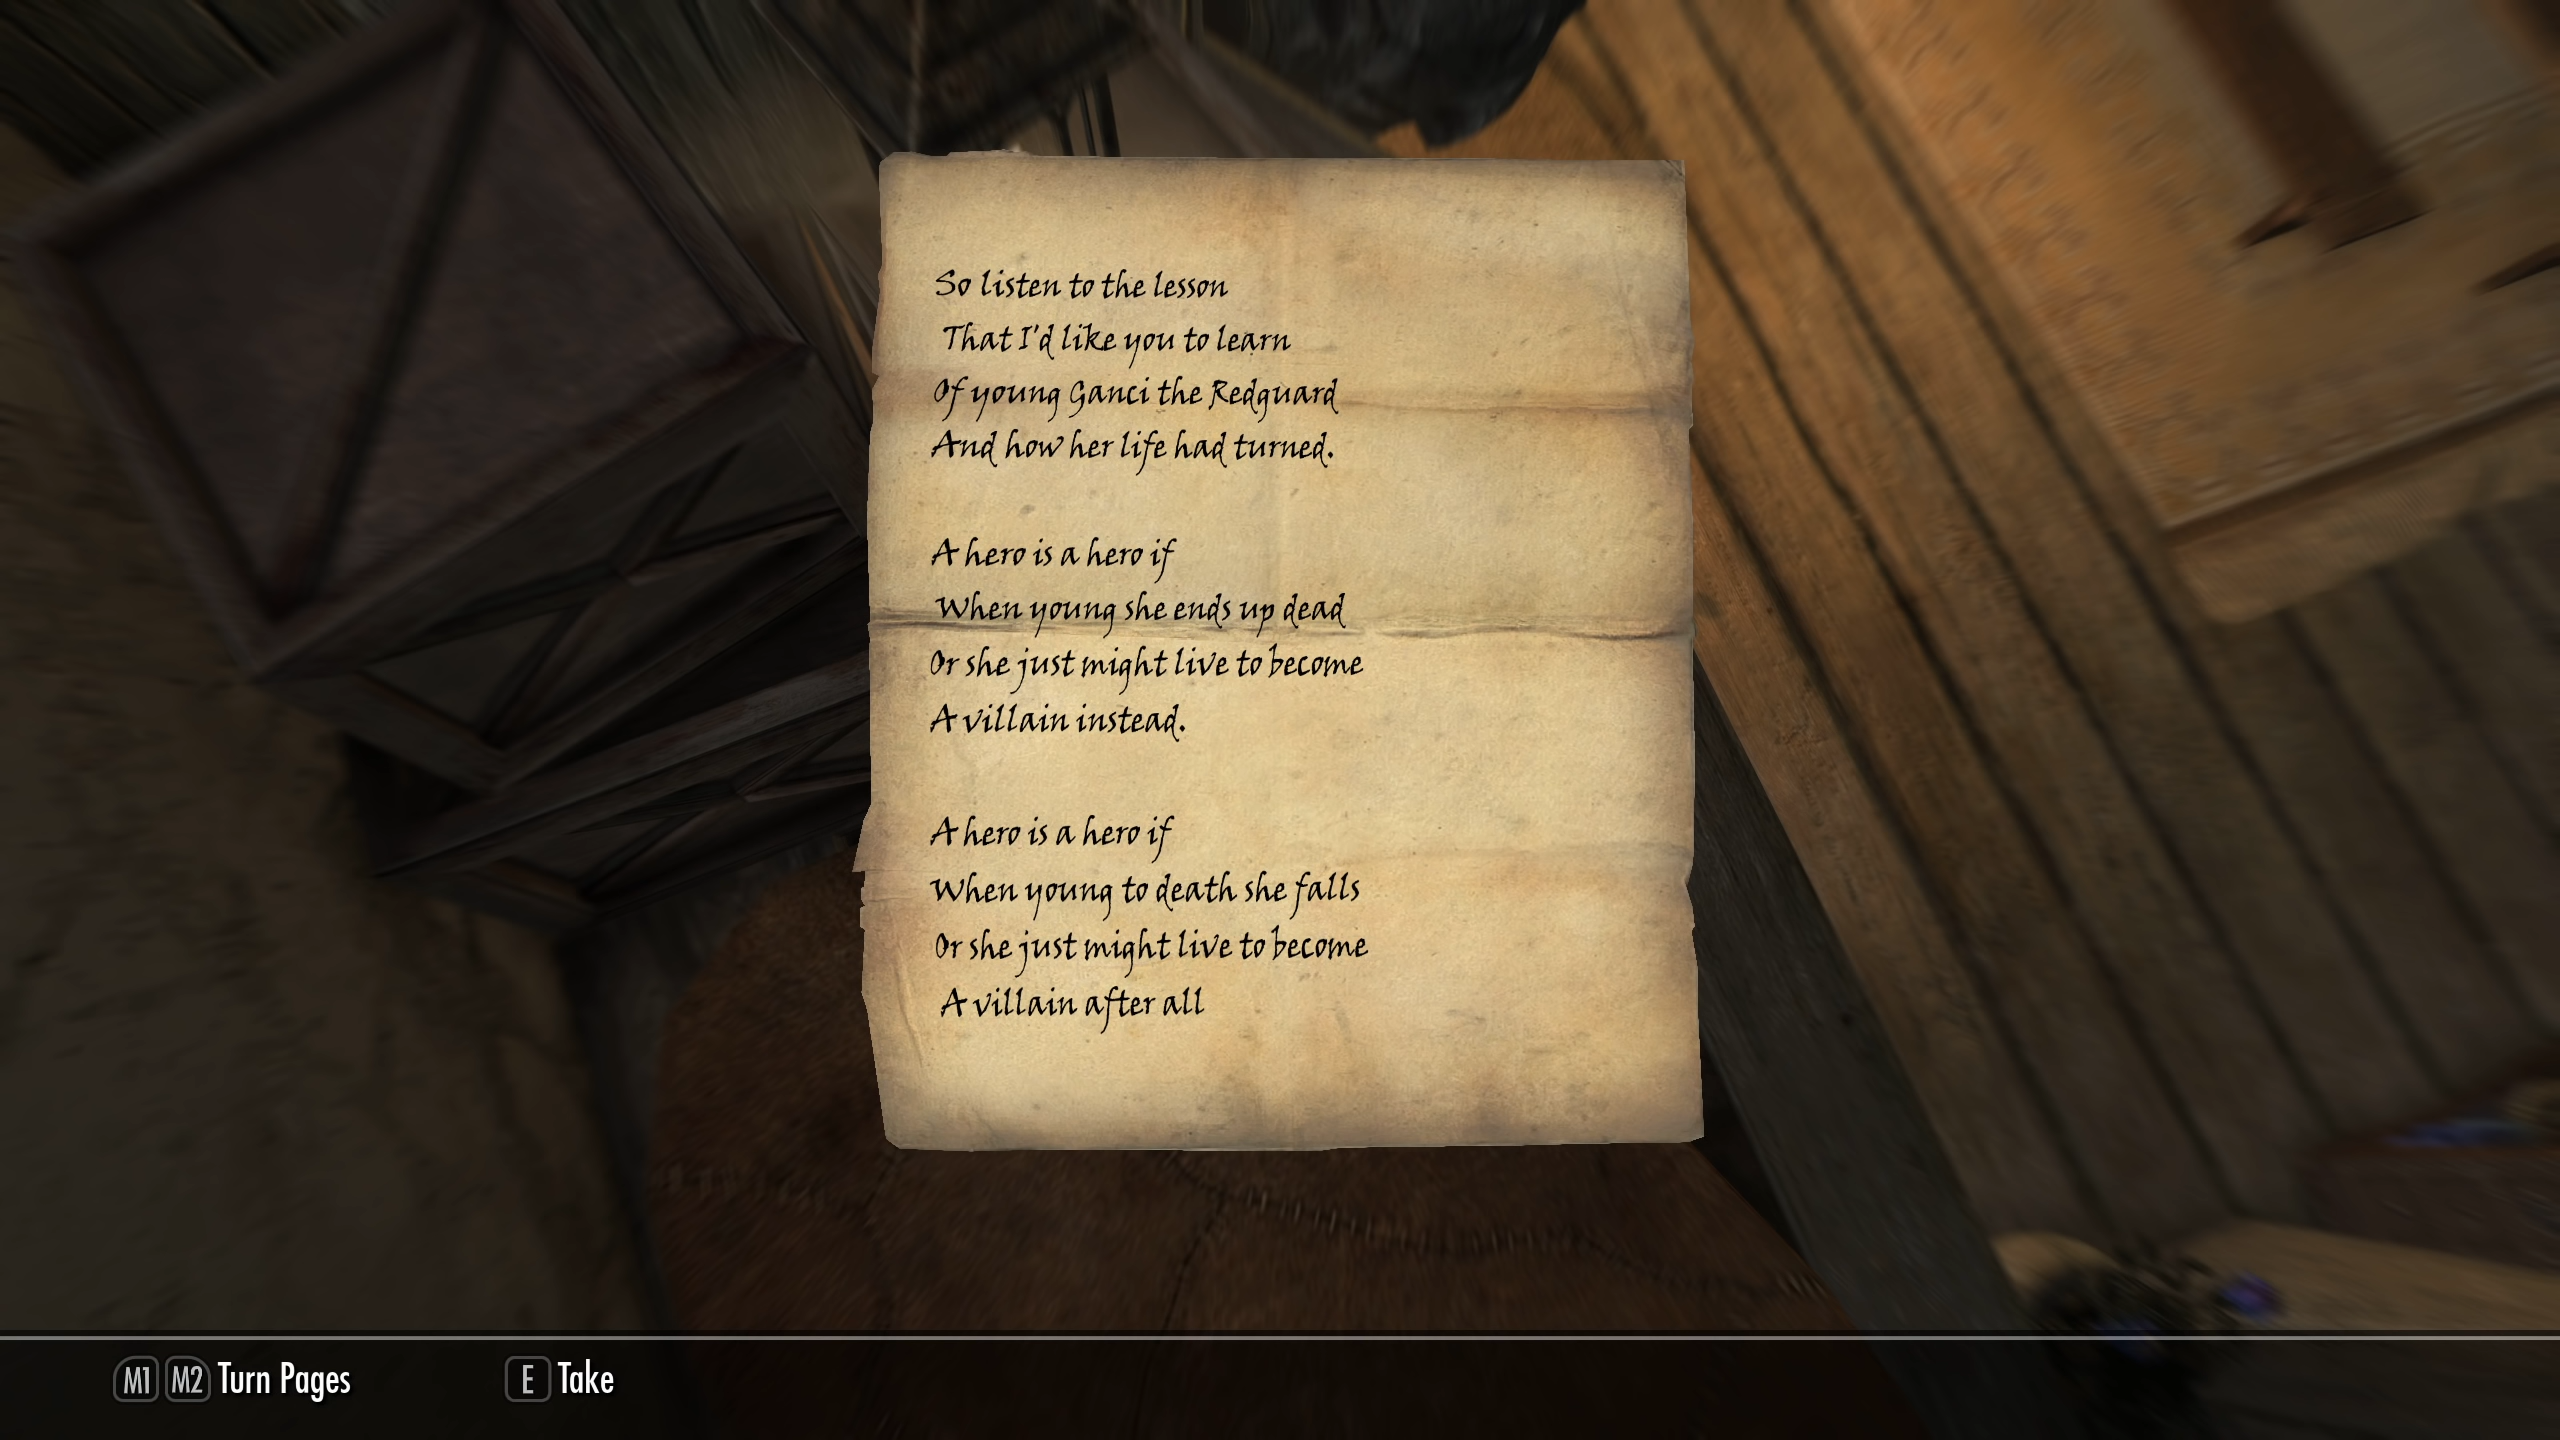 So listen to the lesson
That I'd like you to learn
Of young Ganci the Redguard
And how her life had turned.
A hero is a hero if
When young she ends up dead
Or she just might live to become
A villain instead.
A hero is a hero if
When young to death she falls
Or she just might live to become
A villain after all
M1 M2 Turn Pages E Take